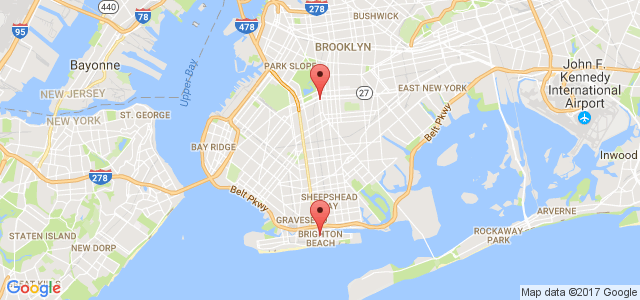 95
440
78
278
BUSHWICK
478
BROOKLYN
Bayonne
Upper Bay
PARK SLOPE
John F.
Kennedy
International
Airport
27
EAST NEW YORK
NEW JERSEY
NEW YORK
ST. GEORGE
Belt Pkwy
BAY RIDGE
Inwood
278
Belt Pkwy
SHEEPSHEAD
GRAVESE
BRIGHTON
BEACH
ARVERNE
ROCKAWAY
PARK
STATEN ISLAND
NEW DORP
Google
Map data ©2017 Google